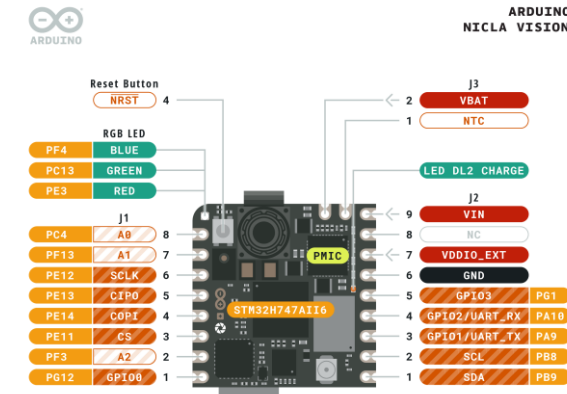 ARDUINO
NICLA VISION
ARDUINO
Reset Button
NRST 4
RGB LED
PF4 BLUE
PC13 GREEN
PE3 RED
J1
PC4 A0 8
PF13 A1 7
PE12 SCLK 6
PE13 CIPO 5
PE14 COPI 4
PE11 CS 3
PF3 A2 2
PG12 GPIO0 1
PMIC
STM32H747AII6
J3
2 VBAT
1 NTC
LED DL2 CHARGE
J2
9 VIN
8 NC
7 VDDIO_EXT
6 GND
5 GPIO3 PG1
4 GPIO2/UART_RX PA10
3 GPIO1/UART_TX PA9
2 SCL PB8
1 SDA PB9